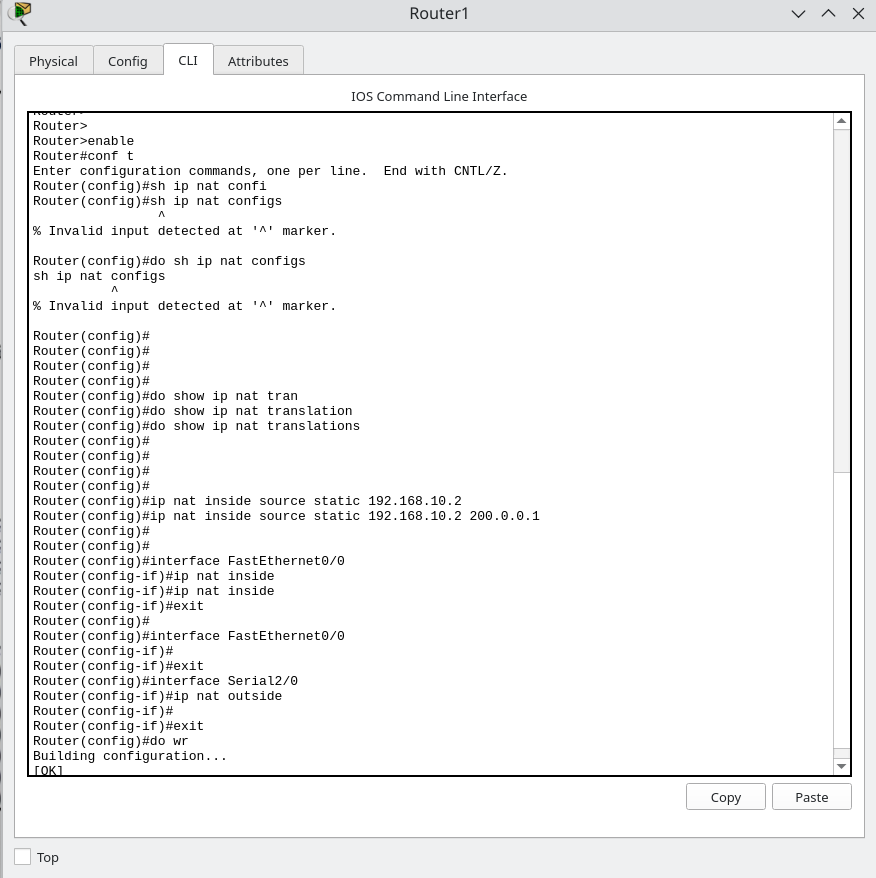 Router1
Physical
Config
CLI
Attributes
IOS Command Line Interface
Router>
Router>
Router>enable
Router#conf t
Enter configuration commands, one per line.  End with CNTL/Z.
Router(config)#sh ip nat confi
Router(config)#sh ip nat configs
^
% Invalid input detected at '^' marker.
Router(config)#do sh ip nat configs
sh ip nat configs
^
% Invalid input detected at '^' marker.
Router(config)#
Router(config)#
Router(config)#
Router(config)#
Router(config)#do show ip nat tran
Router(config)#do show ip nat translation
Router(config)#do show ip nat translations
Router(config)#
Router(config)#
Router(config)#
Router(config)#
Router(config)#ip nat inside source static 192.168.10.2
Router(config)#ip nat inside source static 192.168.10.2 200.0.0.1
Router(config)#
Router(config)#
Router(config)#interface FastEthernet0/0
Router(config-if)#ip nat inside
Router(config-if)#ip nat inside
Router(config-if)#exit
Router(config)#
Router(config)#interface FastEthernet0/0
Router(config-if)#
Router(config-if)#exit
Router(config)#interface Serial2/0
Router(config-if)#ip nat outside
Router(config-if)#
Router(config-if)#exit
Router(config)#do wr
Building configuration...
[OK]
Copy
Paste
Top